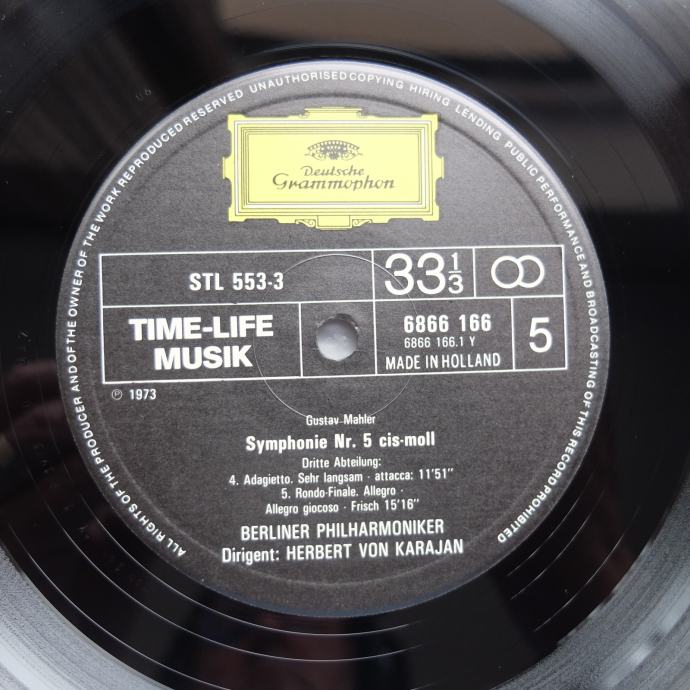 ALL RIGHTS OF THE PRODUCER AND OF THE OWNER OF THE WORK REPRODUCED RESERVED UNAUTHORISED COPYING HIRING LENDING PUBLIC PERFORMANCE AND BROADCASTING OF THIS RECORD PROHIBITED
Deutsche
Grammophon
STL 553-3
33 1/3
TIME-LIFE
MUSIK
6866 166
6866 166.1 Y
MADE IN HOLLAND
5
℗ 1973
Gustav Mahler
Symphonie Nr. 5 cis-moll
Dritte Abteilung:
4. Adagietto. Sehr langsam · attacca: 11'51"
5. Rondo-Finale. Allegro ·
Allegro giocoso · Frisch 15'16"
BERLINER PHILHARMONIKER
Dirigent: HERBERT VON KARAJAN